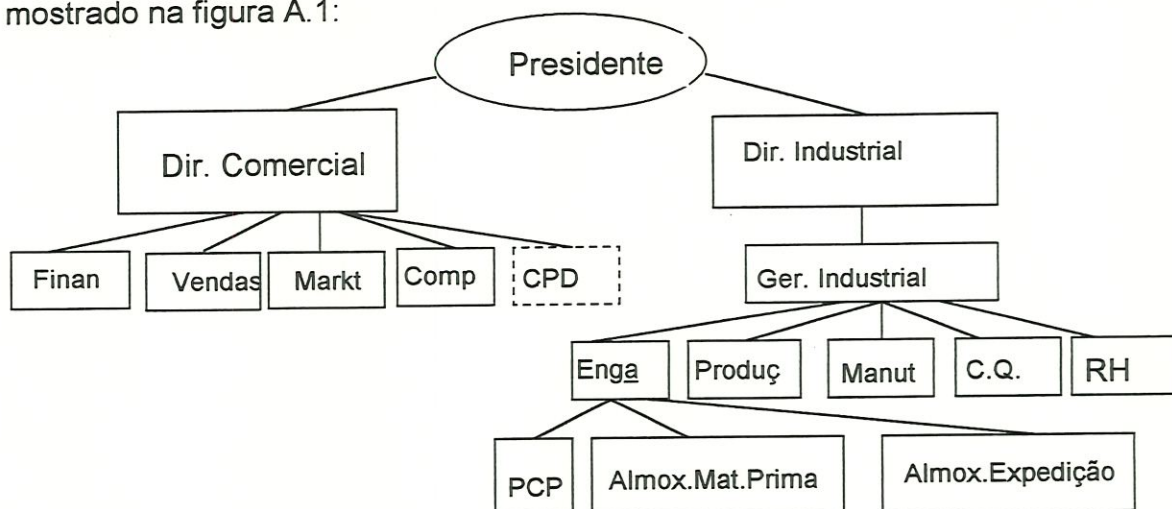 mostrado na figura A.1:
Presidente
Dir. Comercial
Dir. Industrial
Finan
Vendas
Markt
Comp
CPD
Ger. Industrial
Enga
Produç
Manut
C.Q.
RH
PCP
Almox.Mat.Prima
Almox.Expedição